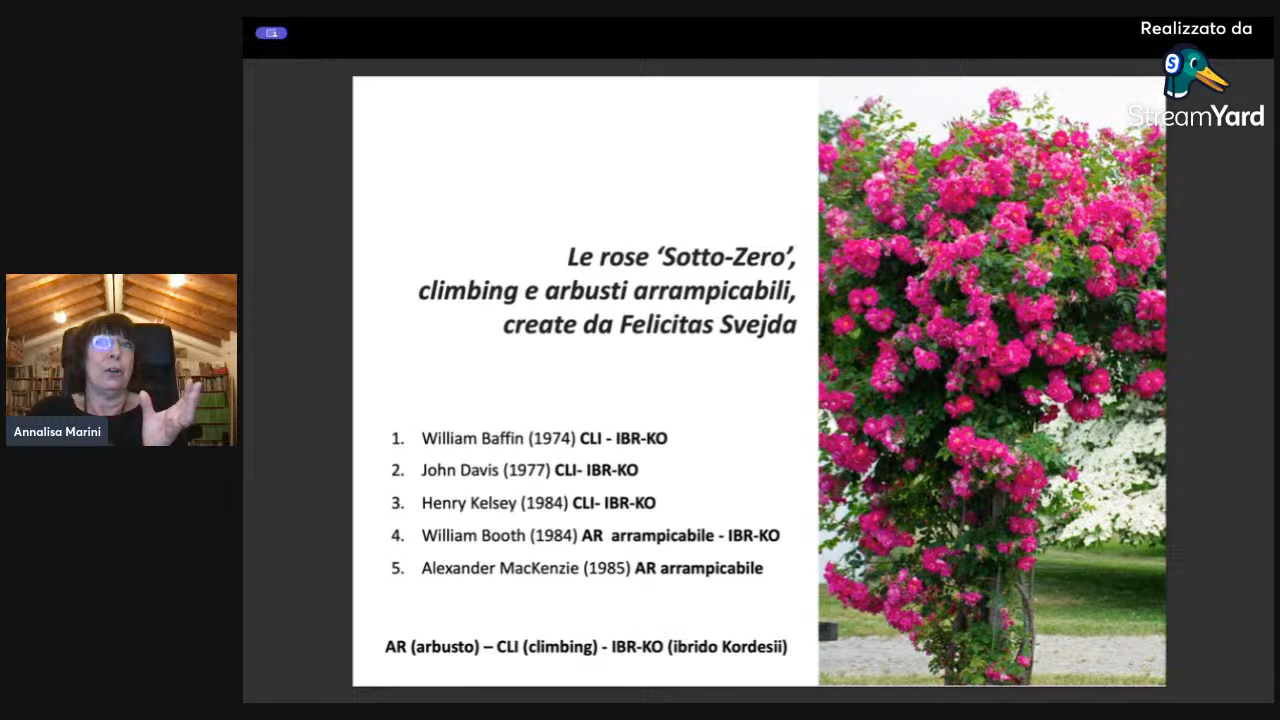 Realizzato da
StreamYard
Le rose ‘Sotto-Zero’,
climbing e arbusti arrampicabili,
create da Felicitas Svejda
1. William Baffin (1974) CLI - IBR-KO
2. John Davis (1977) CLI- IBR-KO
3. Henry Kelsey (1984) CLI- IBR-KO
4. William Booth (1984) AR arrampicabile - IBR-KO
5. Alexander MacKenzie (1985) AR arrampicabile
AR (arbusto) – CLI (climbing) - IBR-KO (ibrido Kordesii)
Annalisa Marini